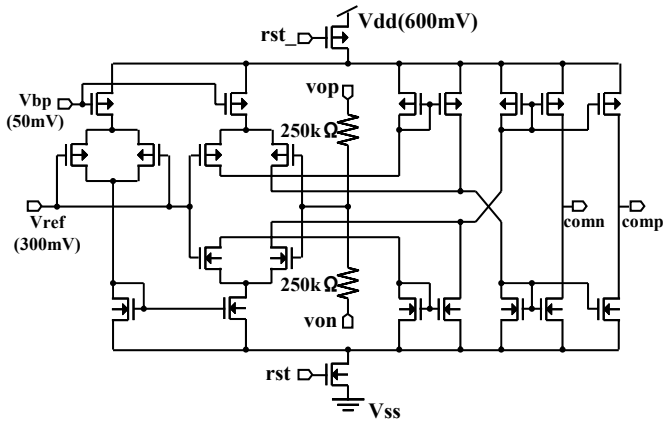 Vdd(600mV)
rst_
vop
Vbp
(50mV)
250kΩ
Vref
(300mV)
comn
comp
250kΩ
von
rst
Vss